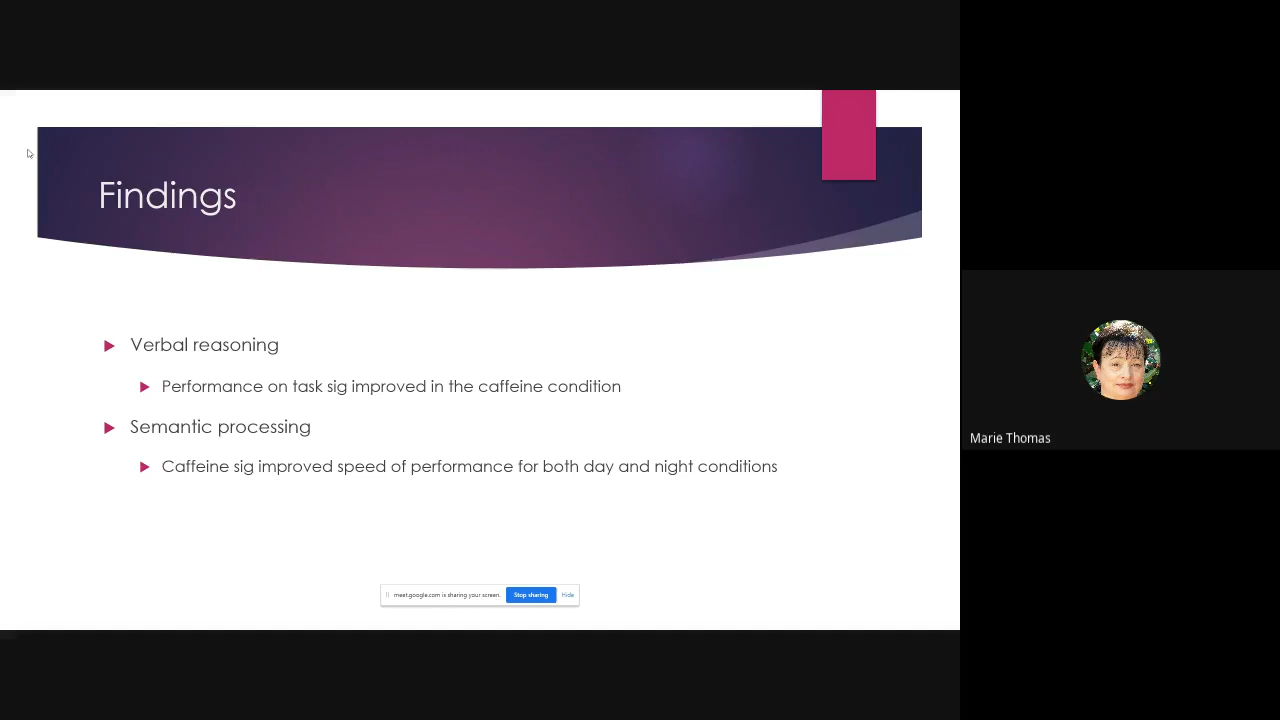 Findings
Verbal reasoning
Performance on task sig improved in the caffeine condition
Semantic processing
Caffeine sig improved speed of performance for both day and night conditions
meet.google.com is sharing your screen. Stop sharing Hide
Marie Thomas